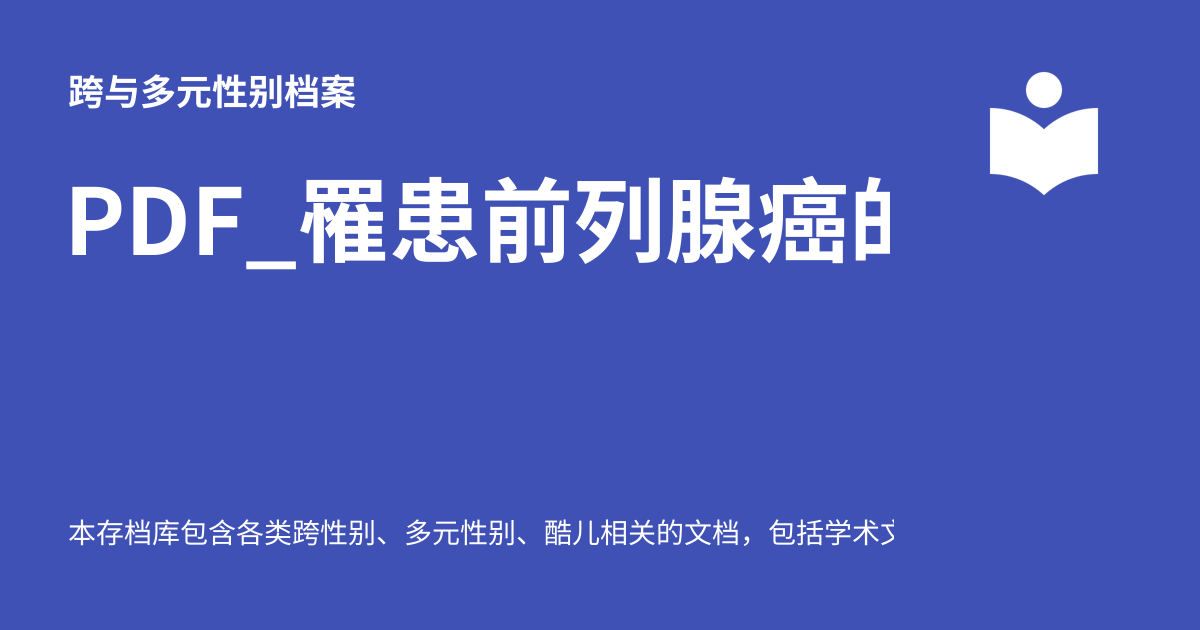 跨与多元性别档案
PDF_罹患前列腺癌
本存档库包含各类跨性别、多元性别、酷儿相关的文档，包括学术